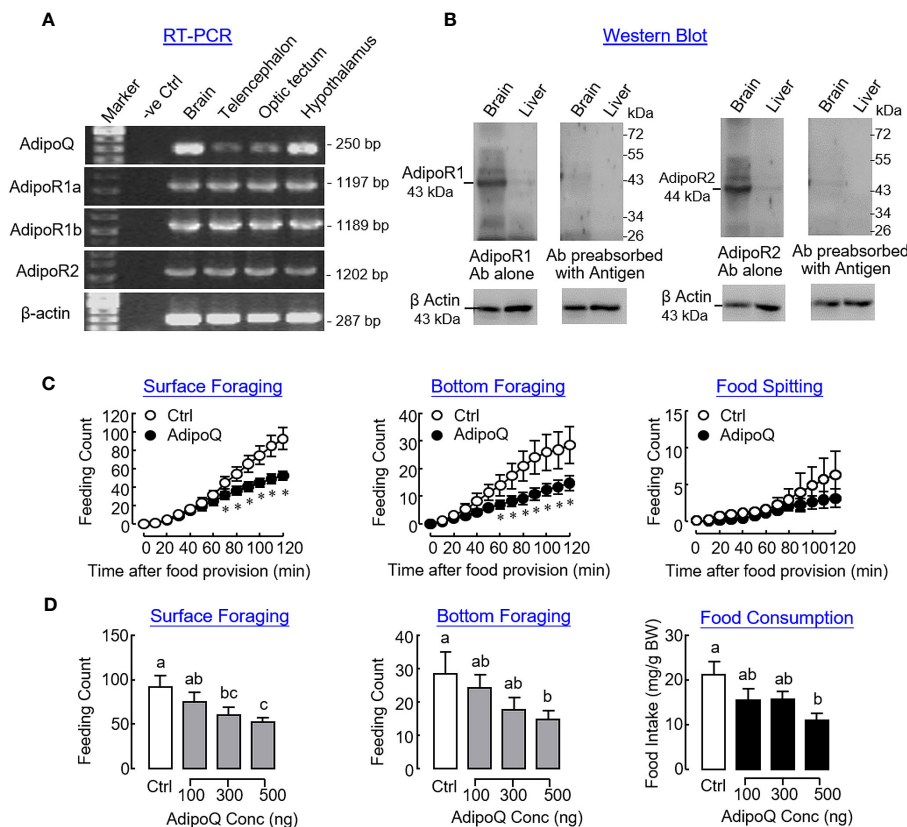 A
RT-PCR
Marker
-ve Ctrl
Brain
Telencephalon
Optic tectum
Hypothalamus
AdipoQ
- 250 bp
AdipoR1a
- 1197 bp
AdipoR1b
- 1189 bp
AdipoR2
- 1202 bp
β-actin
- 287 bp
B
Western Blot
Brain
Liver
Brain
Liver
kDa
72
55
43
34
26
AdipoR1
43 kDa
AdipoR1
Ab alone
Ab preabsorbed
with Antigen
β Actin
43 kDa
Brain
Liver
Brain
Liver
kDa
72
55
43
34
26
AdipoR2
44 kDa
AdipoR2
Ab alone
Ab preabsorbed
with Antigen
β Actin
43 kDa
C
Surface Foraging
Ctrl
AdipoQ
Feeding Count
120
100
80
60
40
20
0
* * * * * *
0 20 40 60 80 100 120
Time after food provision (min)
Bottom Foraging
Ctrl
AdipoQ
Feeding Count
40
30
20
10
0
* * * * * * *
0 20 40 60 80 100 120
Time after food provision (min)
Food Spitting
Ctrl
AdipoQ
Feeding Count
15
10
5
0
0 20 40 60 80 100 120
Time after food provision (min)
D
Surface Foraging
Feeding Count
150
100
50
0
a
ab
bc
c
Ctrl
100 300 500
AdipoQ Conc (ng)
Bottom Foraging
Feeding Count
40
30
20
10
0
a
ab
ab
b
Ctrl
100 300 500
AdipoQ Conc (ng)
Food Consumption
Food Intake (mg/g BW)
30
20
10
0
a
ab
ab
b
Ctrl
100 300 500
AdipoQ Conc (ng)